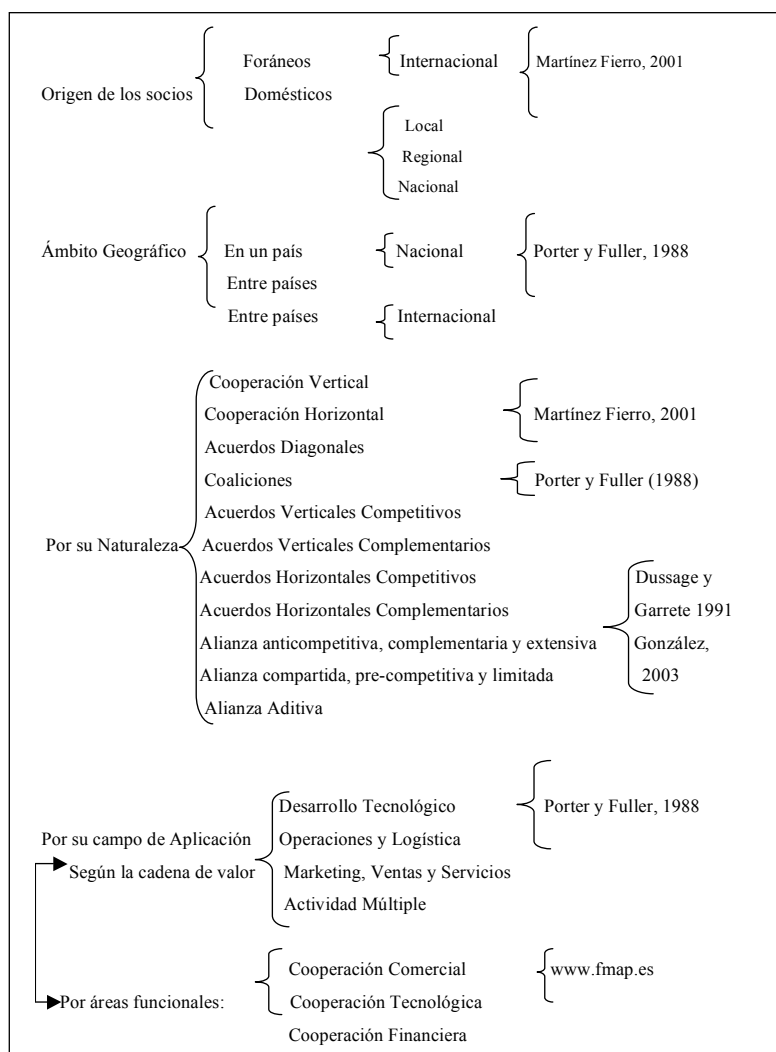 Foráneos Internacional Martínez Fierro, 2001
Origen de los socios Domésticos
Local
Regional
Nacional
Ámbito Geográfico En un país Nacional Porter y Fuller, 1988
Entre países
Entre países Internacional
Cooperación Vertical
Cooperación Horizontal Martínez Fierro, 2001
Acuerdos Diagonales
Coaliciones Porter y Fuller (1988)
Acuerdos Verticales Competitivos
Por su Naturaleza Acuerdos Verticales Complementarios
Acuerdos Horizontales Competitivos Dussage y
Acuerdos Horizontales Complementarios Garrete 1991
Alianza anticompetitiva, complementaria y extensiva González,
Alianza compartida, pre-competitiva y limitada 2003
Alianza Aditiva
Desarrollo Tecnológico Porter y Fuller, 1988
Por su campo de Aplicación Operaciones y Logística
Según la cadena de valor Marketing, Ventas y Servicios
Actividad Múltiple
Cooperación Comercial www.fmap.es
Por áreas funcionales: Cooperación Tecnológica
Cooperación Financiera